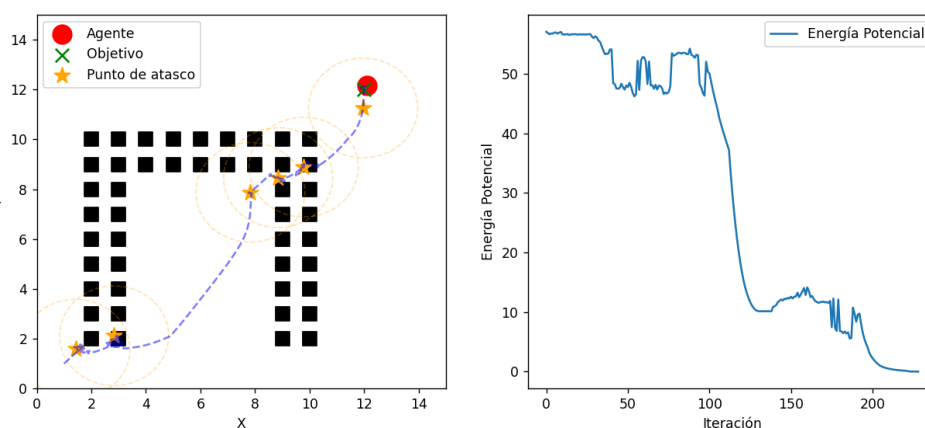 Agente
Objetivo
Punto de atasco
14
12
10
8
6
4
2
0
0 2 4 6 8 10 12 14
X
Energía Potencial
50
40
30
20
10
0
Energía Potencial
0 50 100 150 200
Iteración